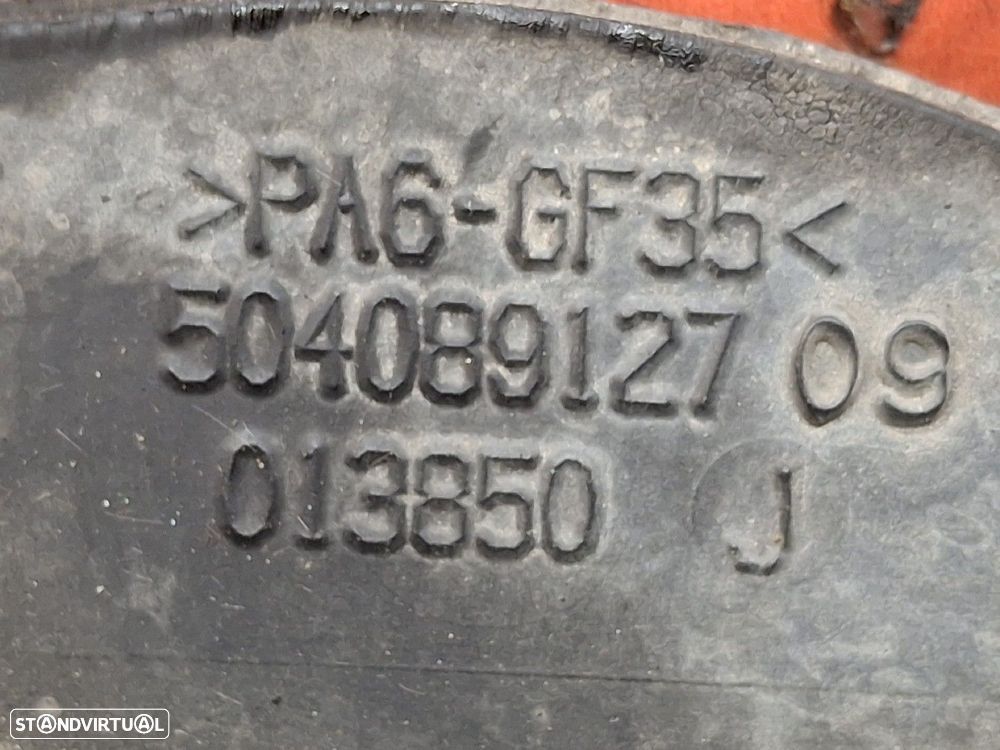 >PA6-GF35<
504089127 09
013850 J
STANDVIRTUAL